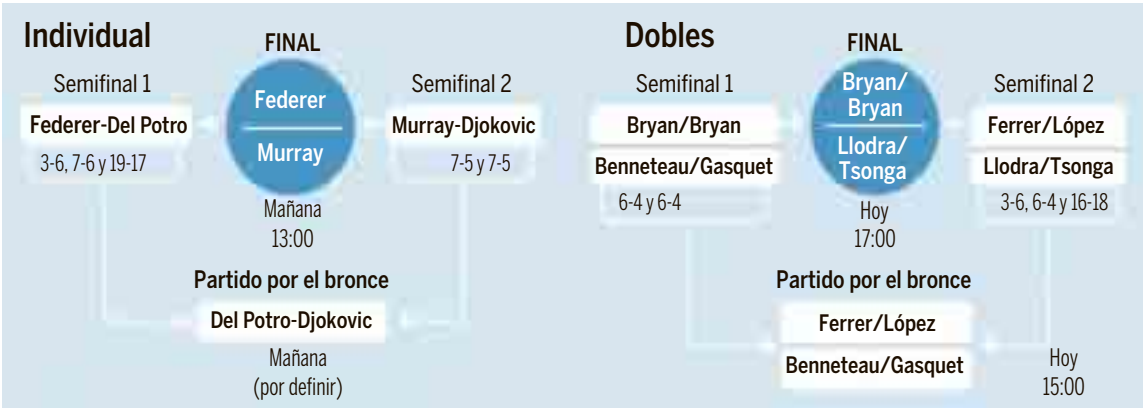 Individual
FINAL
Semifinal 1
Federer-Del Potro
3-6, 7-6 y 19-17
Federer
Murray
Mañana
13:00
Semifinal 2
Murray-Djokovic
7-5 y 7-5
Partido por el bronce
Del Potro-Djokovic
Mañana
(por definir)
Dobles
FINAL
Semifinal 1
Bryan/Bryan
Benneteau/Gasquet
6-4 y 6-4
Bryan/
Bryan
Llodra/
Tsonga
Hoy
17:00
Semifinal 2
Ferrer/López
Llodra/Tsonga
3-6, 6-4 y 16-18
Partido por el bronce
Ferrer/López
Benneteau/Gasquet
Hoy
15:00